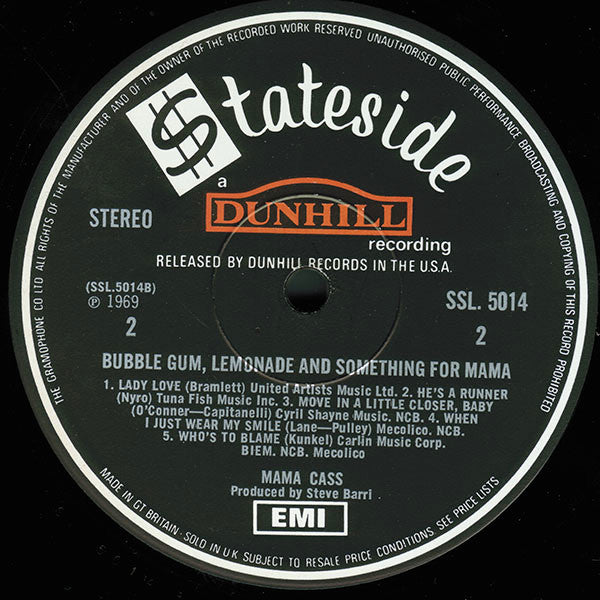 THE GRAMOPHONE CO LTD ALL RIGHTS OF THE MANUFACTURER AND OF THE OWNER OF THE RECORDED WORK RESERVED UNAUTHORISED PUBLIC PERFORMANCE BROADCASTING AND COPYING OF THIS RECORD PROHIBITED
$tateside
a
DUNHILL
recording
STEREO
RELEASED BY DUNHILL RECORDS IN THE U.S.A.
(SSL.5014B)
℗ 1969
2
SSL. 5014
2
BUBBLE GUM, LEMONADE AND SOMETHING FOR MAMA
1. LADY LOVE (Bramlett) United Artists Music Ltd. 2. HE'S A RUNNER
(Nyro) Tuna Fish Music Inc. 3. MOVE IN A LITTLE CLOSER, BABY
(O'Conner—Capitanelli) Cyril Shayne Music. NCB. 4. WHEN
I JUST WEAR MY SMILE (Lane—Pulley) Mecolico. NCB.
5. WHO'S TO BLAME (Kunkel) Carlin Music Corp.
BIEM. NCB. Mecolico
MAMA CASS
Produced by Steve Barri
EMI
MADE IN GT BRITAIN · SOLD IN U.K SUBJECT TO RESALE PRICE CONDITIONS SEE PRICE LISTS